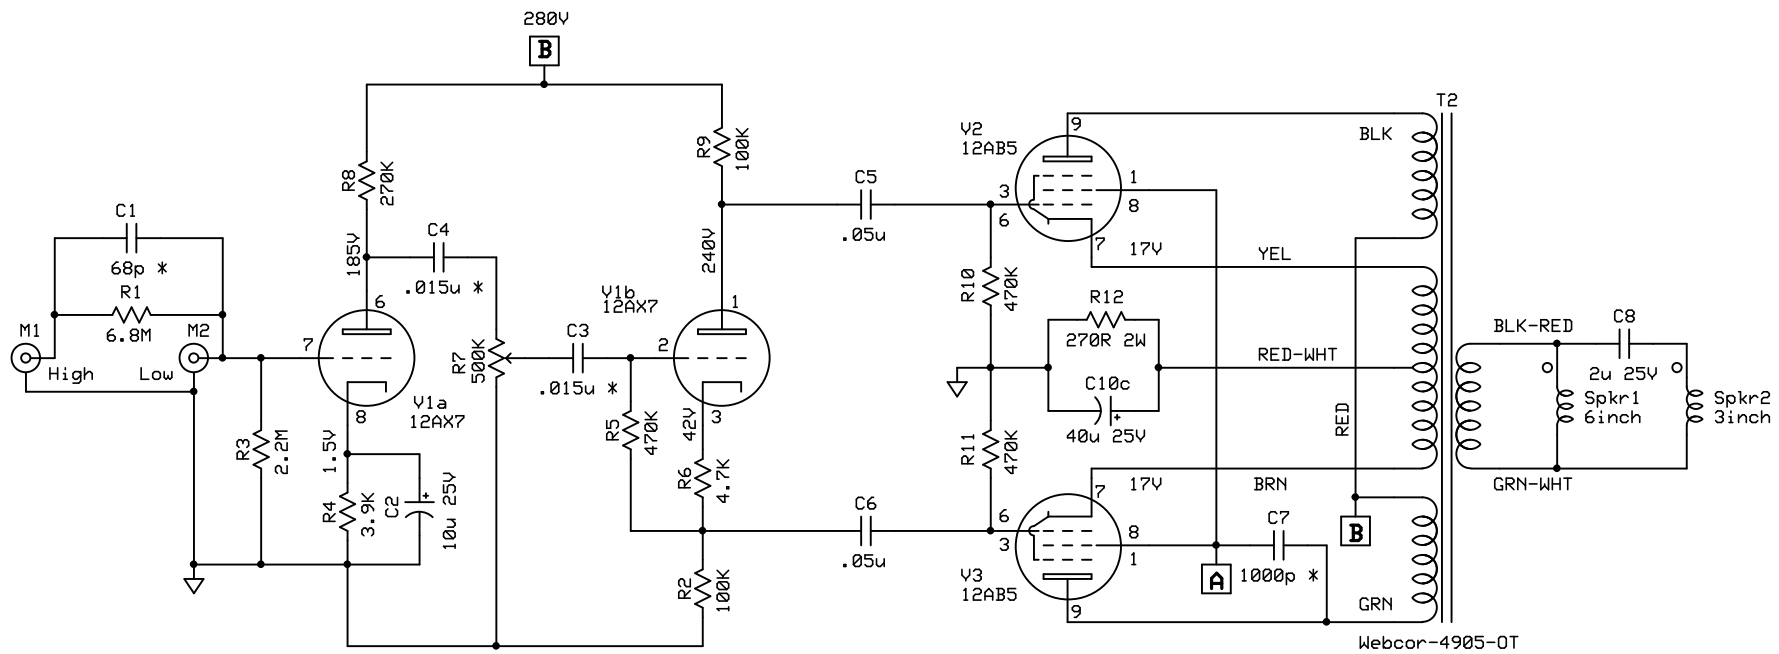 280V
B
T2
V2
12AB5
9
BLK
R9
100K
R8
270K
C5
.05u
3
6
1
8
7
17V
YEL
C1
68p *
R1
6.8M
185V
C4
.015u *
240V
R10
470K
R12
270R 2W
BLK-RED
C8
2u 25V
M1
High
M2
Low
7
6
V1b
12AX7
1
2
R7
500K
C3
.015u *
RED-WHT
C10c
+
40u 25V
Spkr1
6inch
Spkr2
3inch
V1a
12AX7
8
3
R3
2.2M
1.5V
R5
470K
42V
R6
4.7K
R11
470K
RED
17V
BRN
GRN-WHT
R4
3.9K
C2
+
10u 25V
C6
.05u
7
6
3
8
1
C7
1000p *
B
A
R2
100K
V3
12AB5
9
GRN
Webcor-4905-OT